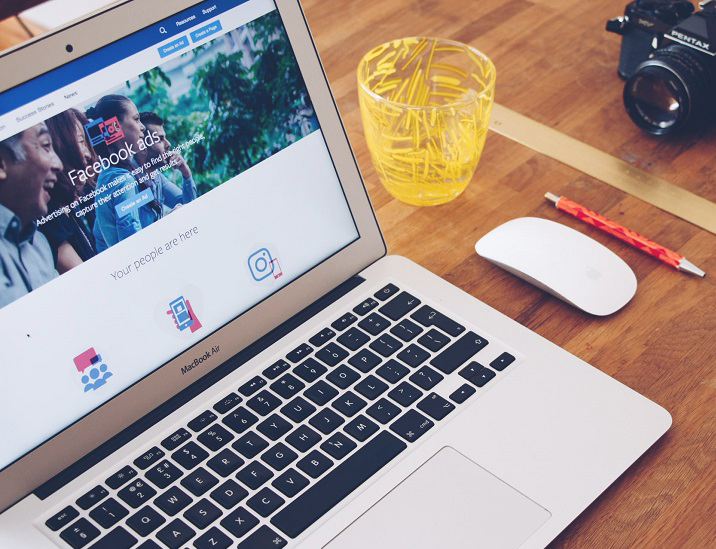 Resources
Support
Create an Ad
Create a Page
Success Stories
News
Facebook ads
Advertising on Facebook makes it easy to find the right people,
capture their attention and get results.
Create an Ad
Your people are here
MacBook Air
PENTAX
esc
Q W E R T Y U I O P
A S D F G H J K L
Z X C V B N M
cmd